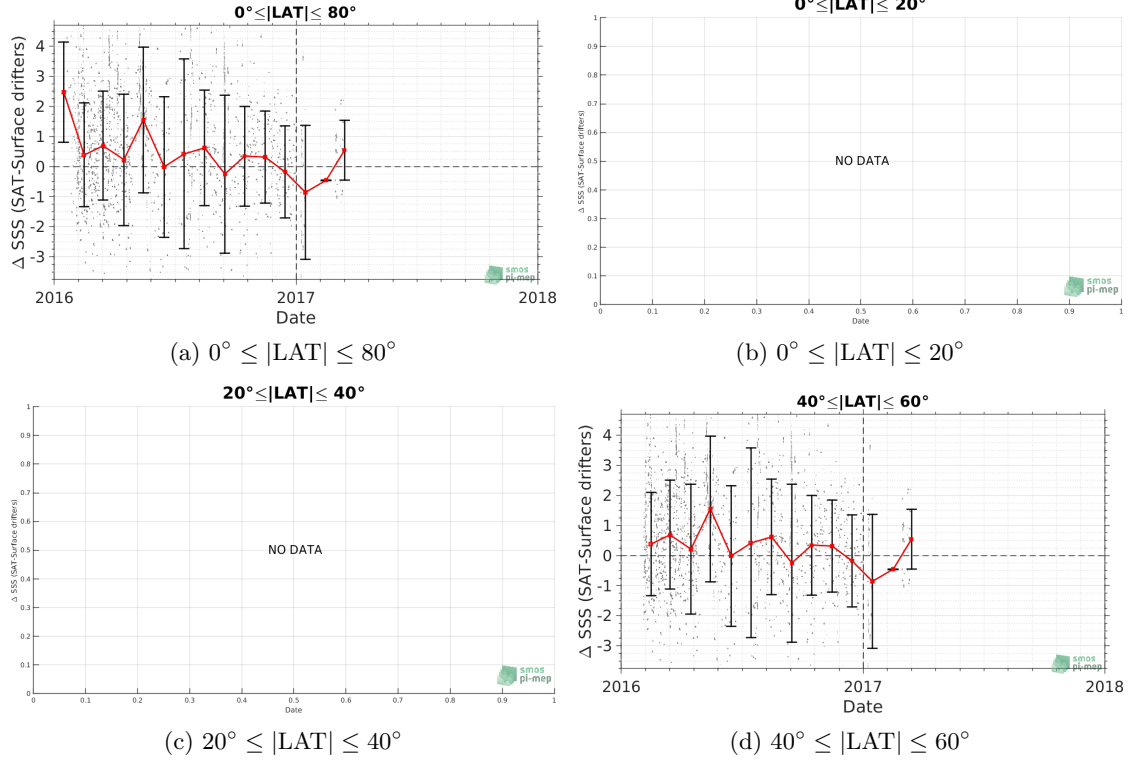 0°≤|LAT|≤ 80°
Δ SSS (SAT-Surface drifters)
4
3
2
1
0
-1
-2
-3
2016
2017
2018
Date
smos
pi-mep
(a) 0° ≤ |LAT| ≤ 80°
0°≤|LAT|≤ 20°
Δ SSS (SAT-Surface drifters)
1
0.9
0.8
0.7
0.6
0.5
0.4
0.3
0.2
0.1
0
NO DATA
0
0.1
0.2
0.3
0.4
0.5
0.6
0.7
0.8
0.9
1
Date
smos
pi-mep
(b) 0° ≤ |LAT| ≤ 20°
20°≤|LAT|≤ 40°
Δ SSS (SAT-Surface drifters)
1
0.9
0.8
0.7
0.6
0.5
0.4
0.3
0.2
0.1
0
NO DATA
0
0.1
0.2
0.3
0.4
0.5
0.6
0.7
0.8
0.9
1
Date
smos
pi-mep
(c) 20° ≤ |LAT| ≤ 40°
40°≤|LAT|≤ 60°
Δ SSS (SAT-Surface drifters)
4
3
2
1
0
-1
-2
-3
2016
2017
2018
Date
smos
pi-mep
(d) 40° ≤ |LAT| ≤ 60°